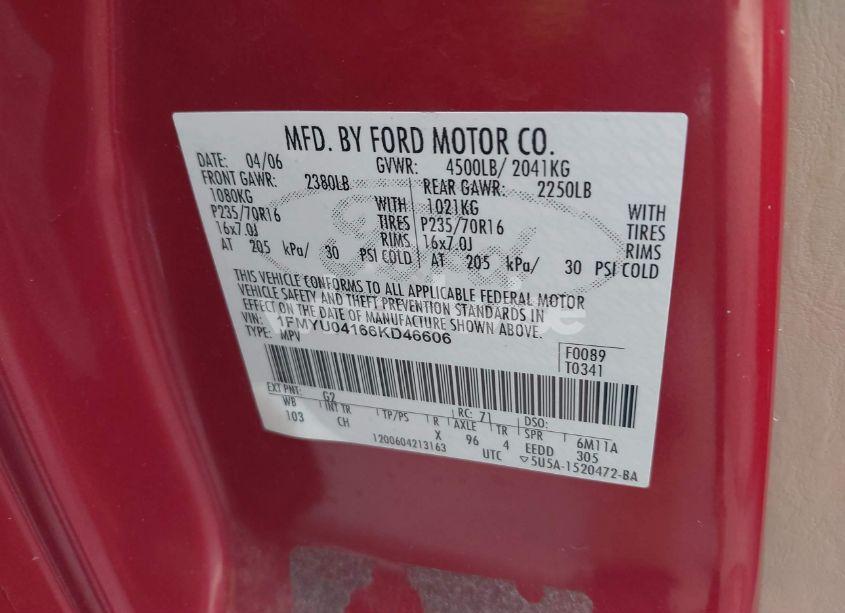 MFD. BY FORD MOTOR CO.
DATE: 04/06 GVWR: 4500LB/ 2041KG
FRONT GAWR: 2380LB REAR GAWR: 2250LB
1080KG WITH 1021KG WITH
P235/70R16 TIRES P235/70R16 TIRES
16x7.0J RIMS 16x7.0J RIMS
AT 205 kPa/ 30 PSI COLD AT 205 kPa/ 30 PSI COLD
THIS VEHICLE CONFORMS TO ALL APPLICABLE FEDERAL MOTOR
VEHICLE SAFETY AND THEFT PREVENTION STANDARDS IN
EFFECT ON THE DATE OF MANUFACTURE SHOWN ABOVE.
VIN: 1FMYU04166KD46606
TYPE: MPV
F0089
T0341
EXT PNT: G2 RC: 71 DSO:
WB INT TR TP/PS R AXLE TR SPR 6M11A
103 CH X 96 4 EEDD 305
1200604213163 UTC ▽5U5A-1520472-BA
Ford